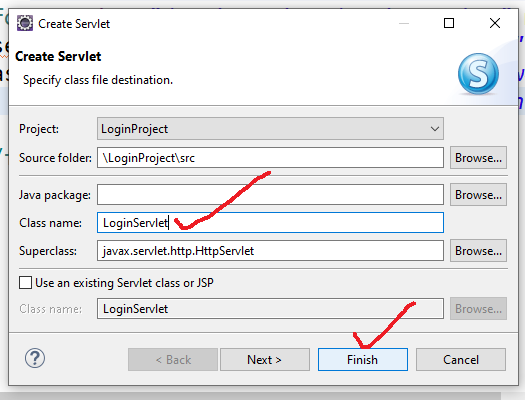 Create Servlet
Create Servlet
Specify class file destination.
S
Project: LoginProject
Source folder: \LoginProject\src Browse...
Java package: Browse...
Class name: LoginServlet
Superclass: javax.servlet.http.HttpServlet Browse...
Use an existing Servlet class or JSP
Class name: LoginServlet Browse...
? < Back Next > Finish Cancel